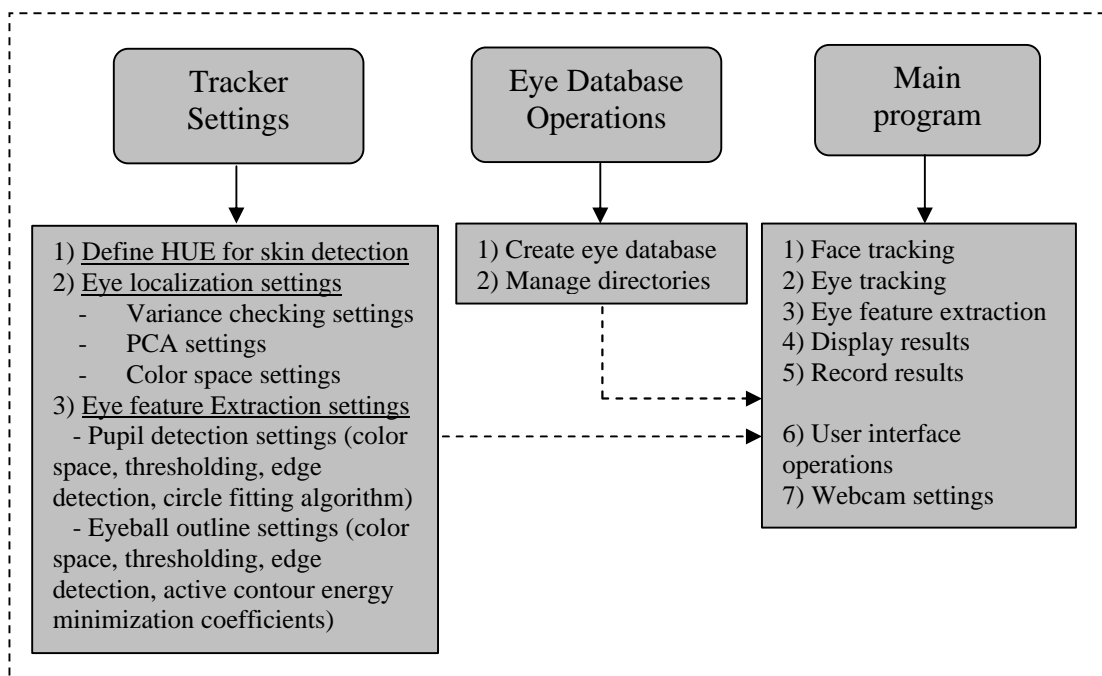 Tracker
Settings
Eye Database
Operations
Main
program
1) Define HUE for skin detection
2) Eye localization settings
- Variance checking settings
- PCA settings
- Color space settings
3) Eye feature Extraction settings
- Pupil detection settings (color
space, thresholding, edge
detection, circle fitting algorithm)
- Eyeball outline settings (color
space, thresholding, edge
detection, active contour energy
minimization coefficients)
1) Create eye database
2) Manage directories
1) Face tracking
2) Eye tracking
3) Eye feature extraction
4) Display results
5) Record results
6) User interface
operations
7) Webcam settings